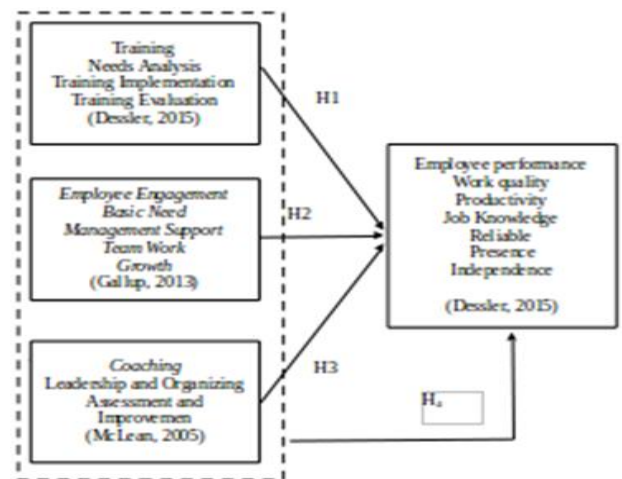 Training
Needs Analysis
Training Implementation
Training Evaluation
(Dessler, 2015)
H1
Employee Engagement
Basic Need
Management Support
Team Work
Growth
(Gallup, 2013)
H2
Coaching
Leadership and Organizing
Assessment and
Improvemen
(McLean, 2005)
H3
Employee performance
Work quality
Productivity
Job Knowledge
Reliable
Presence
Independence
(Dessler, 2015)
Hₐ